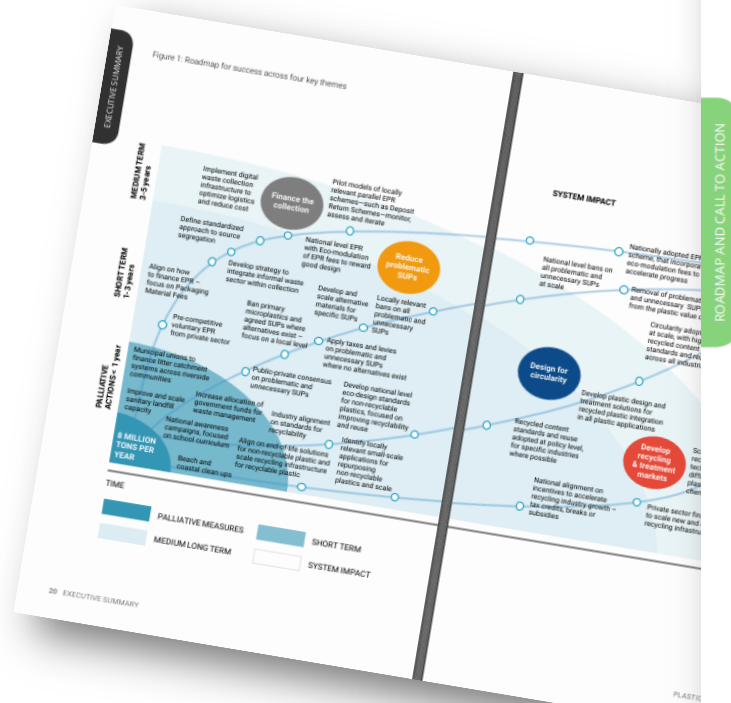 EXECUTIVE SUMMARY
Figure 1: Roadmap for success across four key themes
MEDIUM TERM
3–5 years
SHORT TERM
1-3 years
PALLIATIVE
ACTIONS< 1 year
Implement digital
waste collection
infrastructure to
optimize logistics
and reduce cost
Finance the
collection
Pilot models of locally
relevant parallel EPR
schemes—such as Deposit
Return Schemes—monitor,
assess and iterate
Define standardized
approach to source
segregation
National level EPR
with Eco-modulation
of EPR fees to reward
good design
Reduce
problematic
SUPs
Align on how
to finance EPR –
focus on Packaging
Material Fees
Develop strategy to
integrate informal waste
sector within collection
Develop and
scale alternative
materials for
specific SUPs
Locally relevant
bans on all
problematic and
unnecessary
SUPs
Ban primary
microplastics and
agreed SUPs where
alternatives exist –
focus on a local level
Pre-competitive
voluntary EPR
from private sector
Apply taxes and levies
on problematic and
unnecessary SUPs
where no alternatives exist
Municipal unions to
finance litter catchment
systems across riverside
communities
Public-private consensus
on problematic and
unnecessary SUPs
Develop national level
eco-design standards
for non-recyclable
plastics, focused on
improving recyclability
and reuse
Improve and scale
sanitary landfill
capacity
Increase allocation of
government funds for
waste management
Industry alignment
on standards for
recyclability
National awareness
campaigns, focused
on school curriculum
Align on end-of-life solutions
for non-recyclable plastic and
scale recycling infrastructure
for recyclable plastic
Identify locally
relevant small-scale
applications for
repurposing
non-recyclable
plastics and scale
8 MILLION
TONS PER
YEAR
Beach and
coastal clean ups
TIME
PALLIATIVE MEASURES
SHORT TERM
MEDIUM LONG TERM
SYSTEM IMPACT
20 EXECUTIVE SUMMARY
SYSTEM IMPACT
Nationally adopted EPR
scheme, that incorporates
eco-modulation fees to
accelerate progress
National level bans on
all problematic and
unnecessary SUPs
at scale
Removal of problematic
and unnecessary SUPs
from the plastic value
Circularity
at scale, with
recycled content
standards and
across all
Design for
circularity
Develop plastic design and
treatment solutions for
recycled plastic integration
in all plastic applications
Recycled content
standards and reuse
adopted at policy level,
for specific industries
where possible
Develop
recycling
& treatment
markets
National alignment on
incentives to accelerate
recycling industry growth –
tax credits, breaks or
subsidies
Private sector
to scale new and
recycling
ROADMAP AND CALL TO ACTION